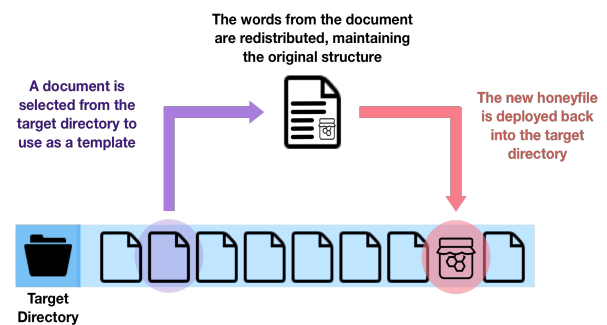 The words from the document
are redistributed, maintaining
the original structure
A document is
selected from the
target directory to
use as a template
The new honeyfile
is deployed back
into the target
directory
Target
Directory